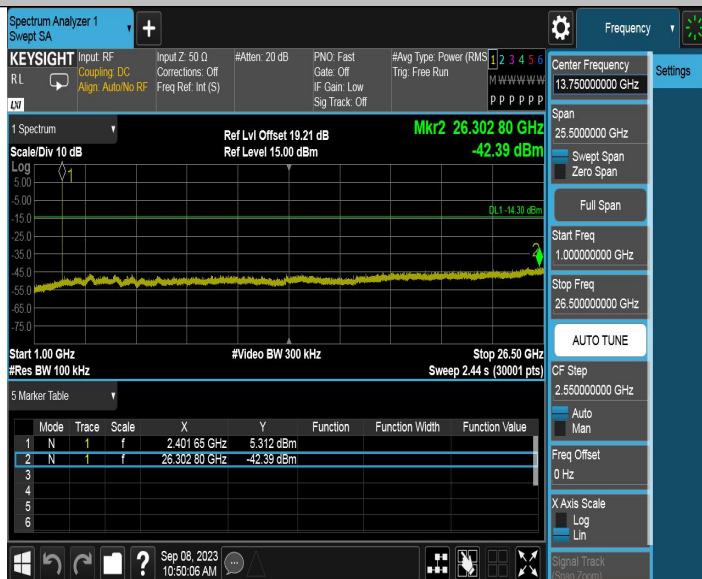 Spectrum Analyzer 1
Swept SA
+
Frequency
KEYSIGHT
RL
LXI
Input: RF
Coupling: DC
Align: Auto/No RF
Input Z: 50 Ω
Corrections: Off
Freq Ref: Int (S)
#Atten: 20 dB
PNO: Fast
Gate: Off
IF Gain: Low
Sig Track: Off
#Avg Type: Power (RMS
Trig: Free Run
1 2 3 4 5 6
M W W W W W
P P P P P P
1 Spectrum
Scale/Div 10 dB
Ref Lvl Offset 19.21 dB
Ref Level 15.00 dBm
Mkr2 26.302 80 GHz
-42.39 dBm
Log
1
5.00
-5.00
-15.0
DL1 -14.30 dBm
-25.0
-35.0
2
-45.0
-55.0
-65.0
-75.0
Start 1.00 GHz
#Video BW 300 kHz
Stop 26.50 GHz
#Res BW 100 kHz
Sweep 2.44 s (30001 pts)
5 Marker Table
Mode Trace Scale X Y Function Function Width Function Value
1 N 1 f 2.401 65 GHz 5.312 dBm
2 N 1 f 26.302 80 GHz -42.39 dBm
3
4
5
6
?
Sep 08, 2023
10:50:06 AM
Center Frequency
13.750000000 GHz
Span
25.5000000 GHz
Swept Span
Zero Span
Full Span
Start Freq
1.000000000 GHz
Stop Freq
26.500000000 GHz
AUTO TUNE
CF Step
2.550000000 GHz
Auto
Man
Freq Offset
0 Hz
X Axis Scale
Log
Lin
Signal Track
(Span Zoom)
Settings